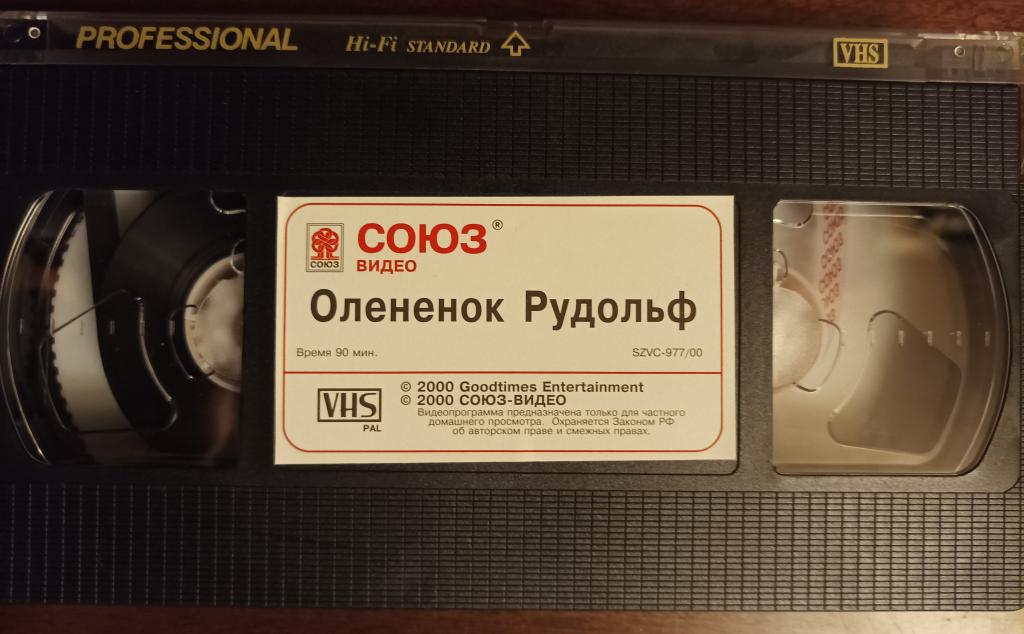 PROFESSIONAL Hi-Fi STANDARD VHS
СОЮЗ ®
ВИДЕО
СОЮЗ
Олененок Рудольф
Время 90 мин. SZVC-977/00
VHS
PAL
© 2000 Goodtimes Entertainment
© 2000 СОЮЗ-ВИДЕО
Видеопрограмма предназначена только для частного
домашнего просмотра. Охраняется Законом РФ
об авторском праве и смежных правах.